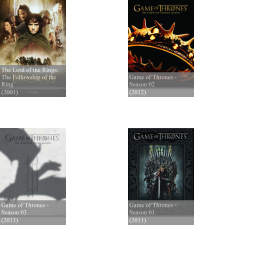 The Lord of the Rings:
The Fellowship of the
Ring
(2001)
GAME OF THRONES
Game of Thrones -
Season 02
(2012)
GAME OF THRONES
Game of Thrones -
Season 03
(2013)
GAME OF THRONES
Game of Thrones -
Season 01
(2011)